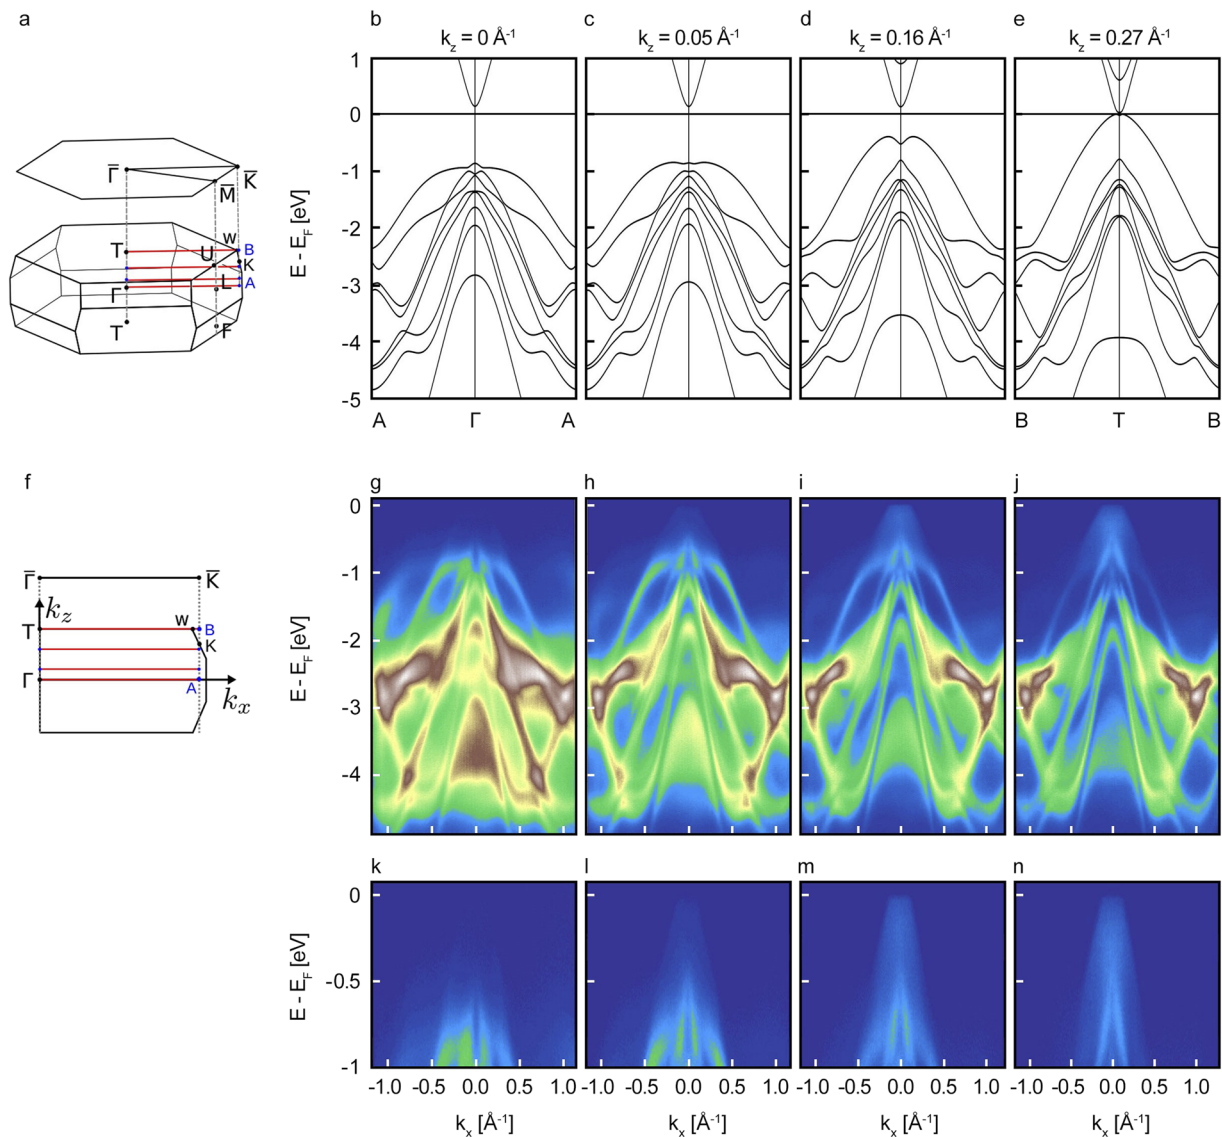 a
b
c
d
e
k_z = 0 Å⁻¹
k_z = 0.05 Å⁻¹
k_z = 0.16 Å⁻¹
k_z = 0.27 Å⁻¹
Γ̅
M̅
K̅
T
W
B
U
K
Γ
L
A
T
F
E - E_F [eV]
1
0
-1
-2
-3
-4
-5
A Γ A
B T B
f
g
h
i
j
Γ̅
K̅
k_z
T
W
B
K
Γ
A
k_x
E - E_F [eV]
0
-1
-2
-3
-4
k
l
m
n
E - E_F [eV]
0
-0.5
-1
-1.0 -0.5 0.0 0.5 1.0
-1.0 -0.5 0.0 0.5 1.0
-1.0 -0.5 0.0 0.5 1.0
-1.0 -0.5 0.0 0.5 1.0
k_x [Å⁻¹]
k_x [Å⁻¹]
k_x [Å⁻¹]
k_x [Å⁻¹]